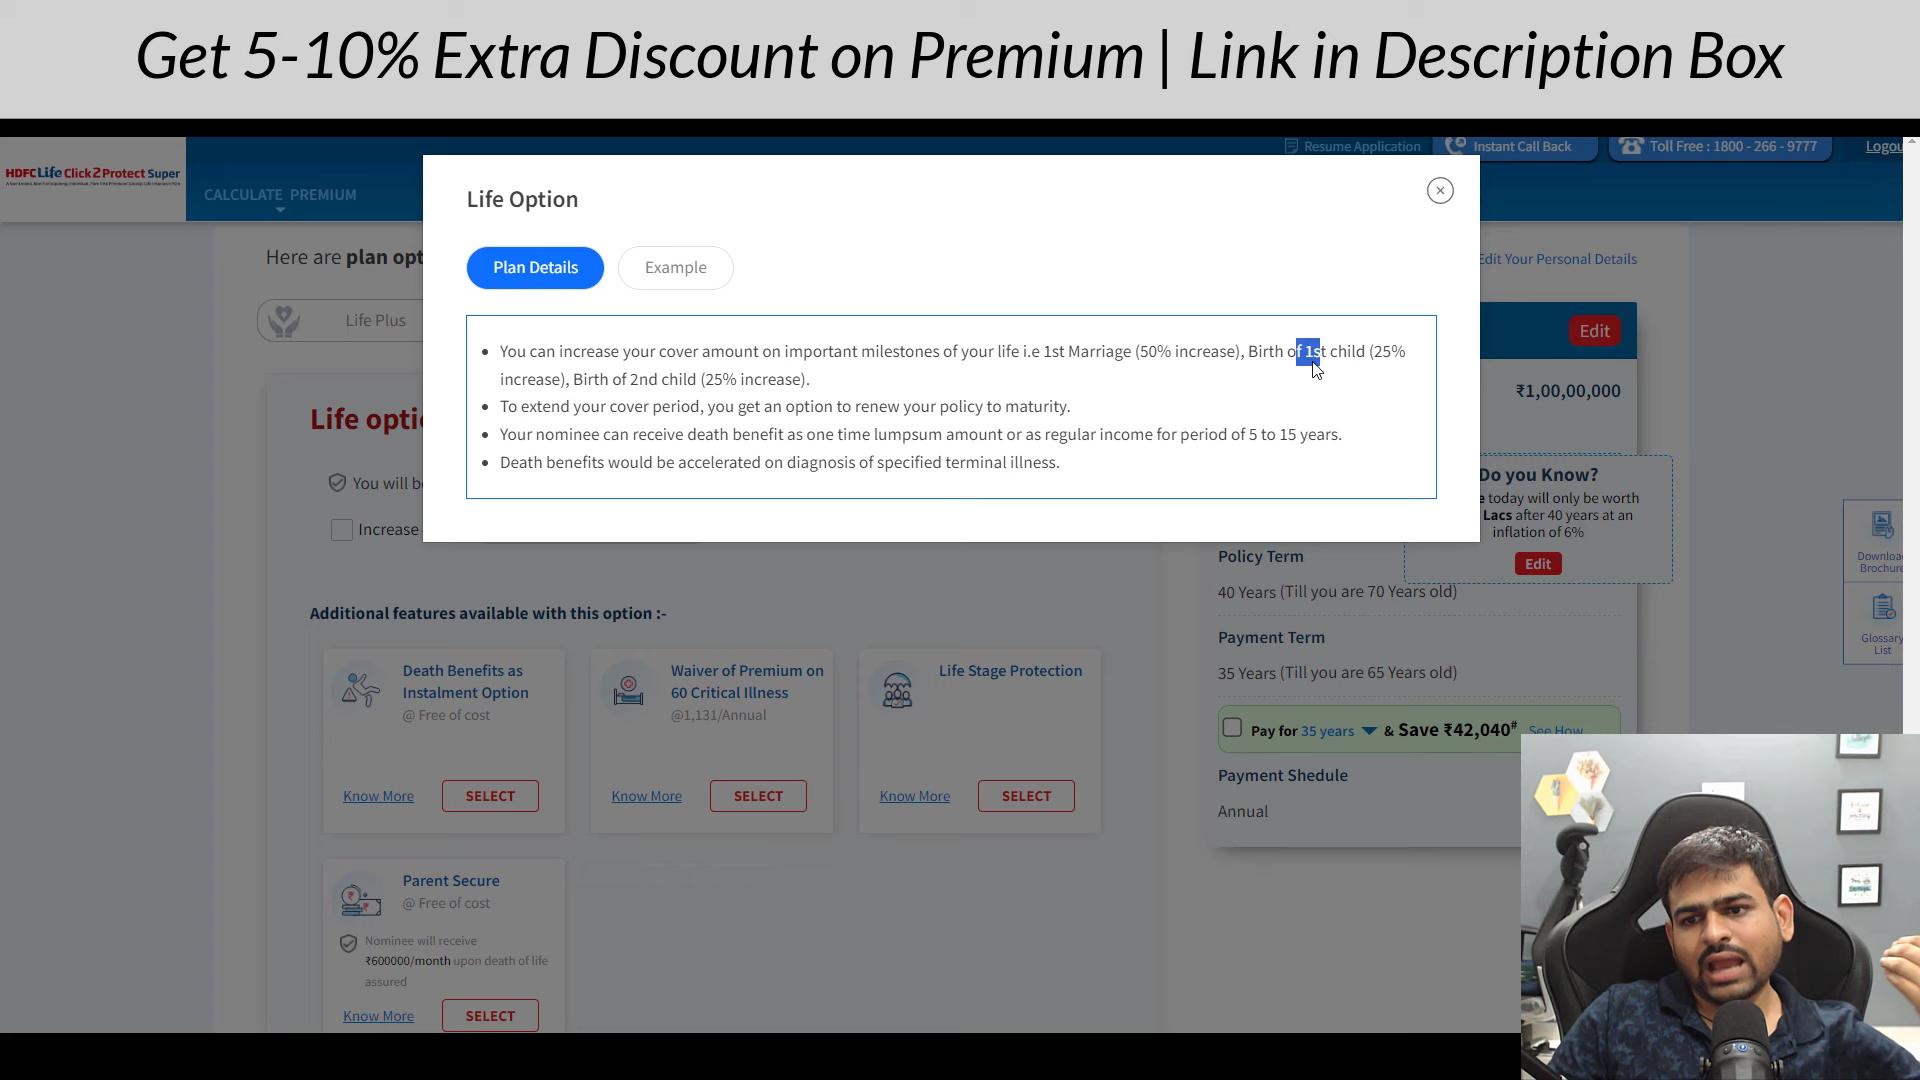 Get 5-10% Extra Discount on Premium | Link in Description Box
Resume Application
Instant Call Back
Toll Free : 1800 - 266 - 9777
Logou
HDFC Life Click 2 Protect Super
CALCULATE PREMIUM
Life Option
Plan Details
Example
You can increase your cover amount on important milestones of your life i.e 1st Marriage (50% increase), Birth of 1st child (25%
increase), Birth of 2nd child (25% increase).
To extend your cover period, you get an option to renew your policy to maturity.
Your nominee can receive death benefit as one time lumpsum amount or as regular income for period of 5 to 15 years.
Death benefits would be accelerated on diagnosis of specified terminal illness.
Here are plan opt
Edit Your Personal Details
Life Plus
Edit
₹1,00,00,000
Life optio
You will b
Increase
Do you Know?
e today will only be worth
Lacs after 40 years at an
inflation of 6%
Edit
Policy Term
40 Years (Till you are 70 Years old)
Payment Term
35 Years (Till you are 65 Years old)
Pay for 35 years & Save ₹42,040# See How
Payment Shedule
Annual
Downloa
Brochur
Glossary
List
Additional features available with this option :-
Death Benefits as
Instalment Option
@ Free of cost
Know More
SELECT
Waiver of Premium on
60 Critical Illness
@1,131/Annual
Know More
SELECT
Life Stage Protection
Know More
SELECT
Parent Secure
@ Free of cost
Nominee will receive
₹600000/month upon death of life
assured
Know More
SELECT